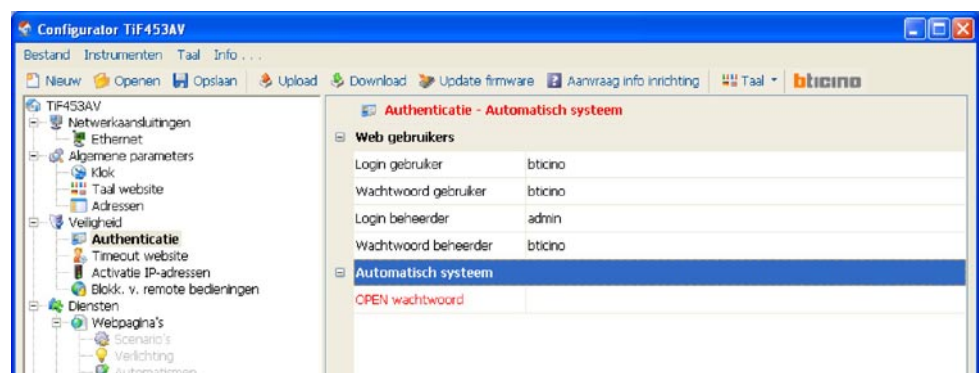 Configurator TiF453AV
Bestand Instrumenten Taal Info . . .
Nieuw Openen Opslaan Upload Download Update firmware Aanvraag info inrichting Taal bticino
TiF453AV
Netwerkaansluitingen
Ethernet
Algemene parameters
Klok
Taal website
Adressen
Veiligheid
Authenticatie
Timeout website
Activatie IP-adressen
Blokk. v. remote bedieningen
Diensten
Webpagina's
Scenario's
Verlichting
Automatismen
Authenticatie - Automatisch systeem
Web gebruikers
Login gebruiker bticino
Wachtwoord gebruiker bticino
Login beheerder admin
Wachtwoord beheerder bticino
Automatisch systeem
OPEN wachtwoord